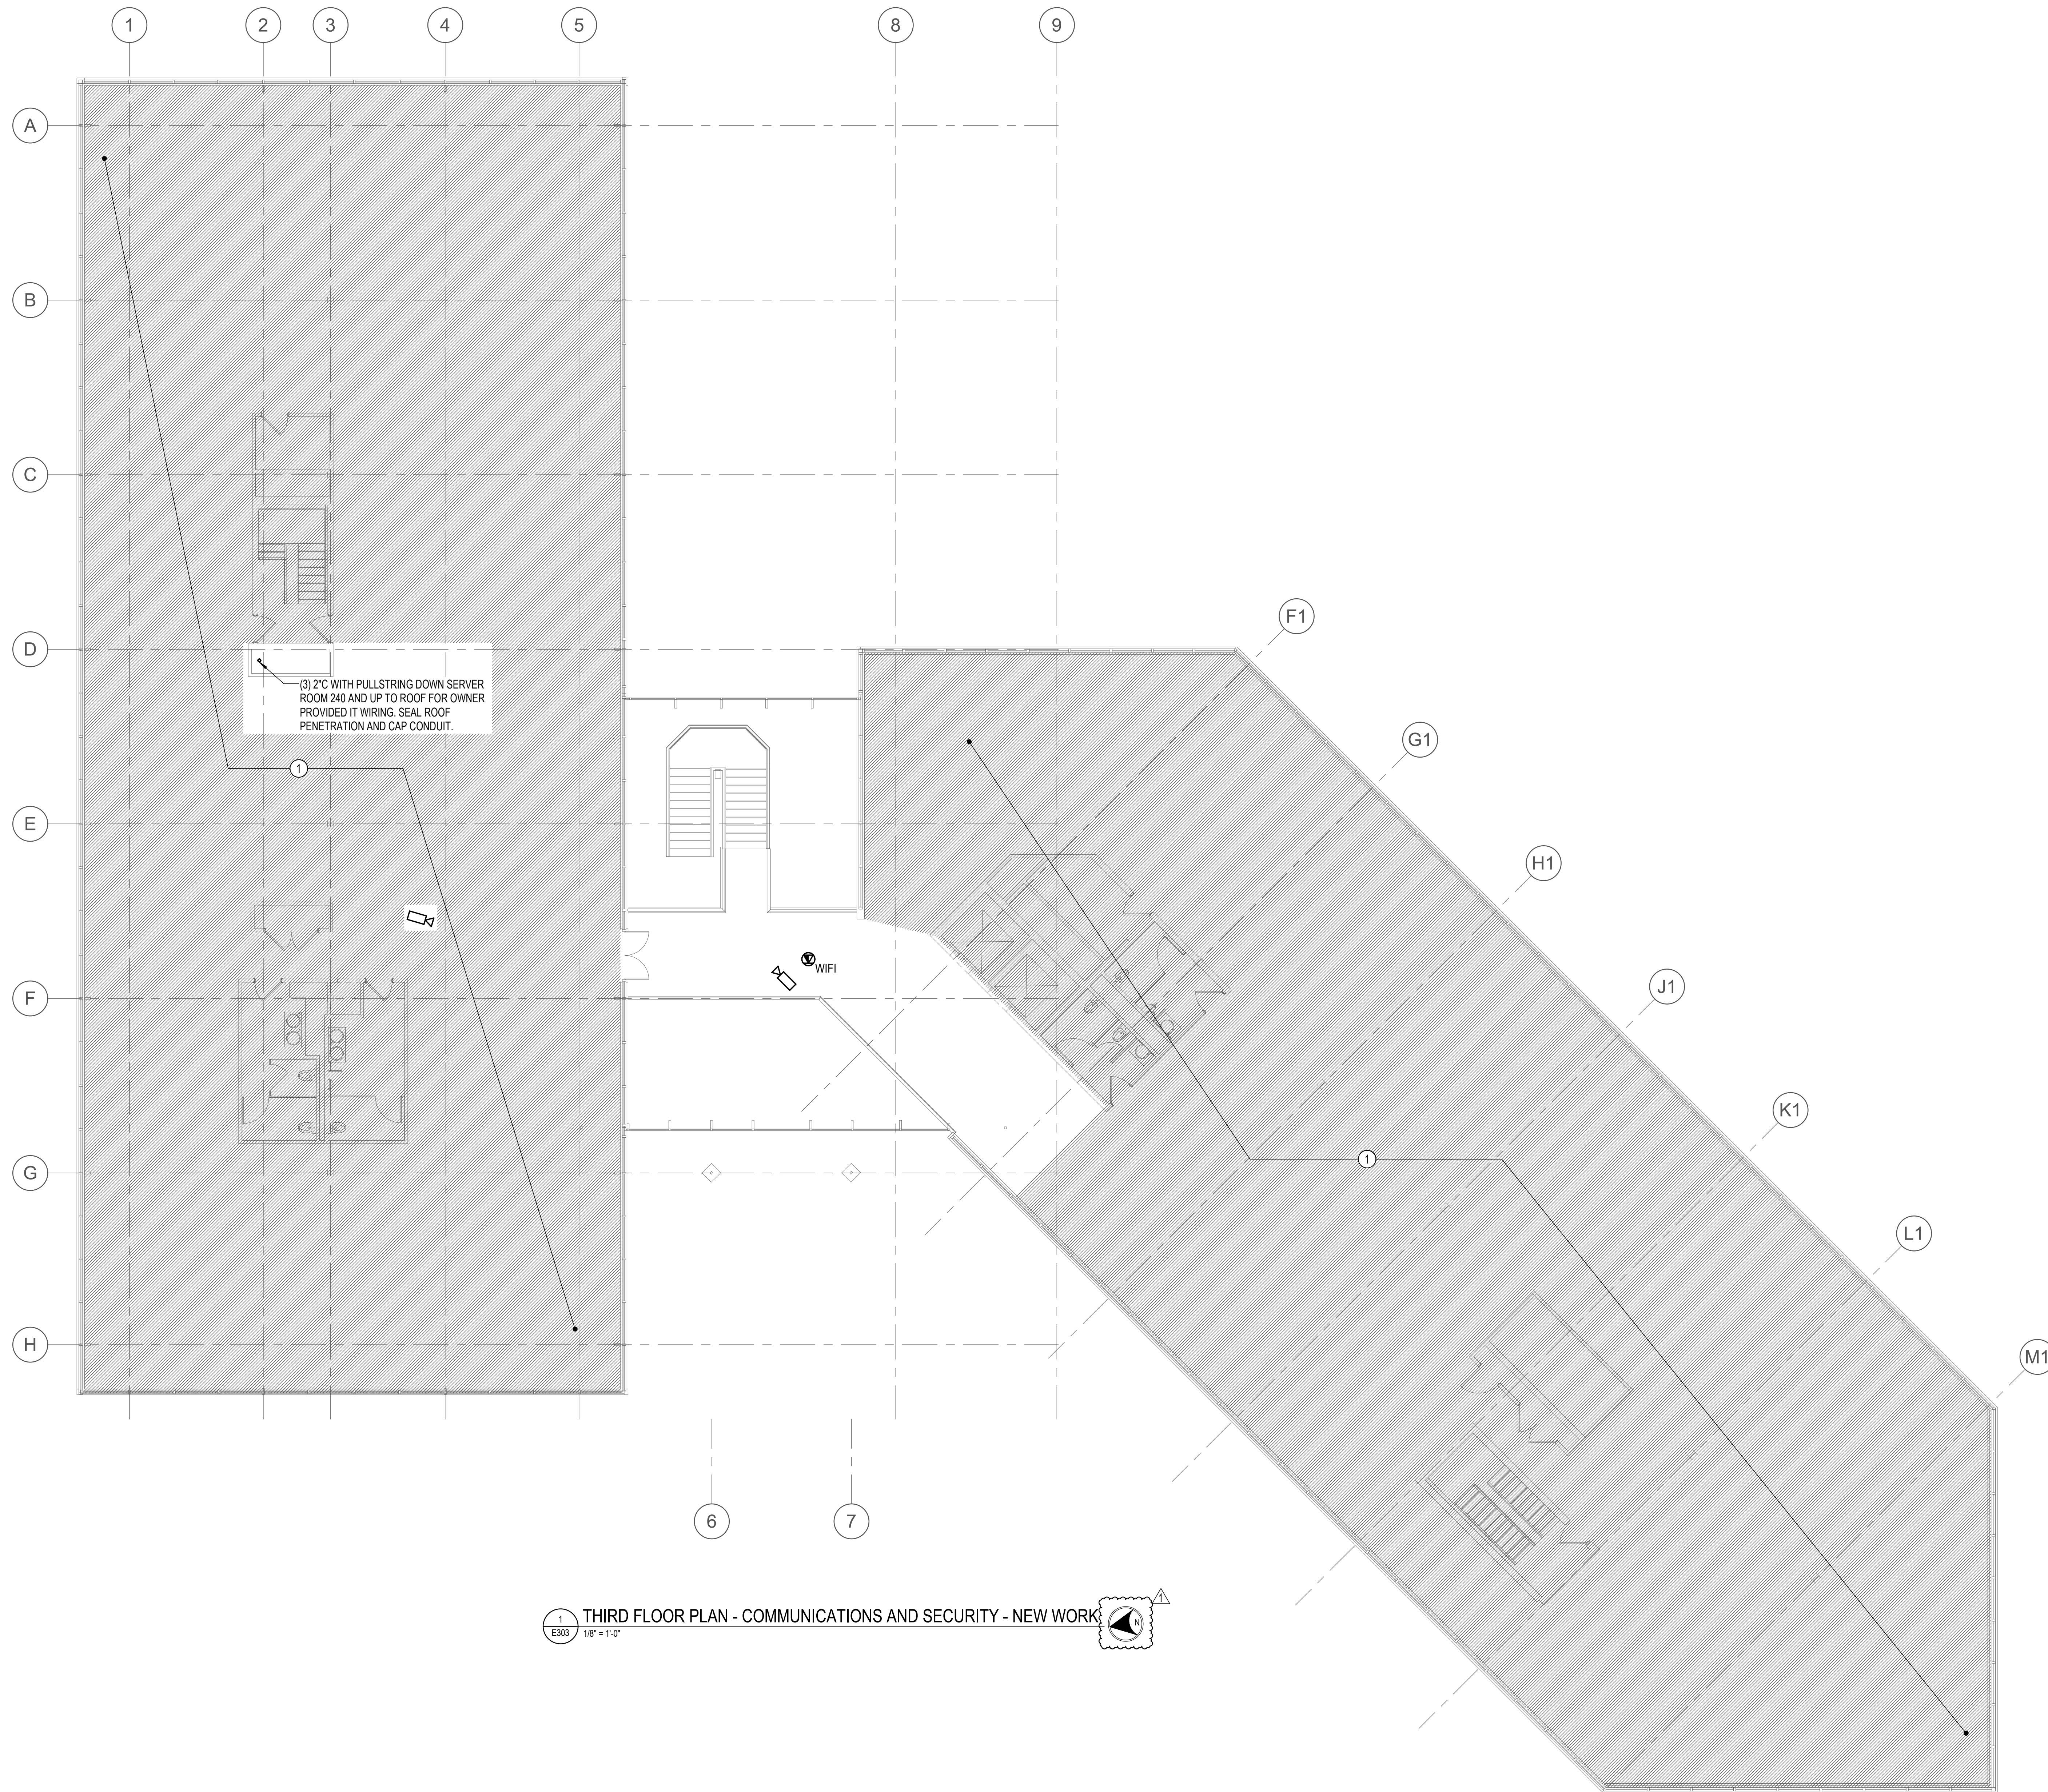 1
2
3
4
5
8
9
A
B
C
D
E
F
G
H
F1
G1
H1
J1
K1
L1
M1
(3) 2"C WITH PULLSTRING DOWN SERVER
ROOM 240 AND UP TO ROOF FOR OWNER
PROVIDED IT WIRING. SEAL ROOF
PENETRATION AND CAP CONDUIT.
1
WIFI
1
6
7
1
E303
THIRD FLOOR PLAN - COMMUNICATIONS AND SECURITY - NEW WORK
1/8" = 1'-0"
N
1